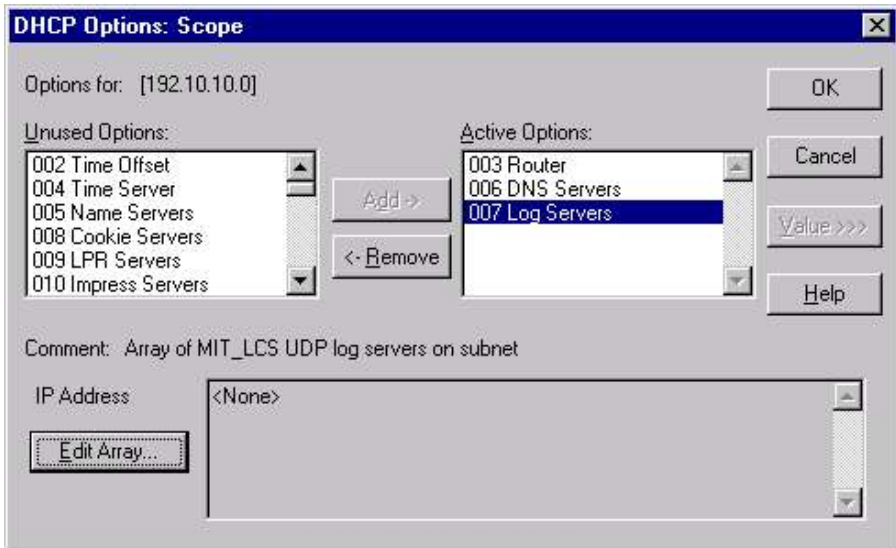 DHCP Options: Scope
Options for: [192.10.10.0]
OK
Unused Options:
002 Time Offset
004 Time Server
005 Name Servers
008 Cookie Servers
009 LPR Servers
010 Impress Servers
Add ->
<- Remove
Active Options:
003 Router
006 DNS Servers
007 Log Servers
Cancel
Value >>>
Help
Comment: Array of MIT_LCS UDP log servers on subnet
IP Address
<None>
Edit Array...